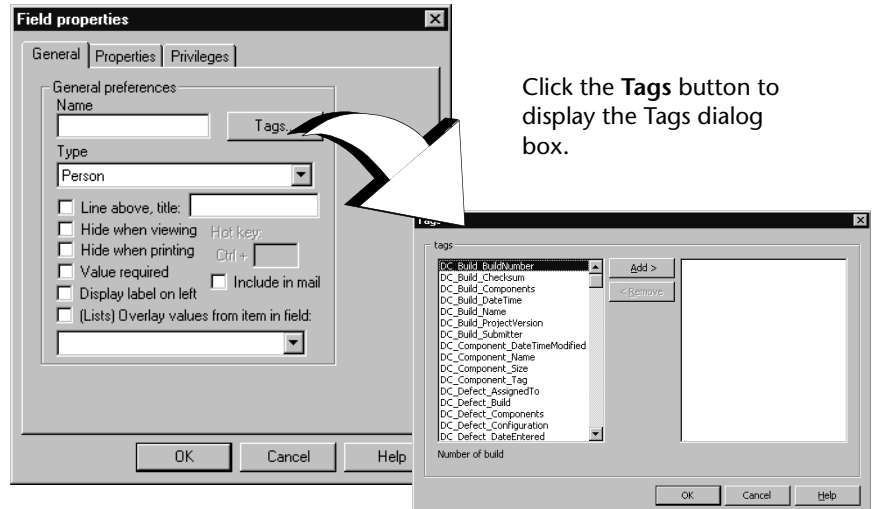 Field properties
General Properties Privileges
General preferences
Name
Tags...
Type
Person
Line above, title:
Hide when viewing Hot key:
Hide when printing Ctrl +
Value required
Include in mail
Display label on left
(Lists) Overlay values from item in field:
OK Cancel Help
Click the Tags button to
display the Tags dialog
box.
Tags
tags
DC_Build_BuildNumber
DC_Build_Checksum
DC_Build_Components
DC_Build_DateTime
DC_Build_Name
DC_Build_ProjectVersion
DC_Build_Submitter
DC_Component_DateTimeModified
DC_Component_Name
DC_Component_Size
DC_Component_Tag
DC_Defect_AssignedTo
DC_Defect_Build
DC_Defect_Components
DC_Defect_Configuration
DC_Defect_DateEntered
Add >
< Remove
Number of build
OK Cancel Help